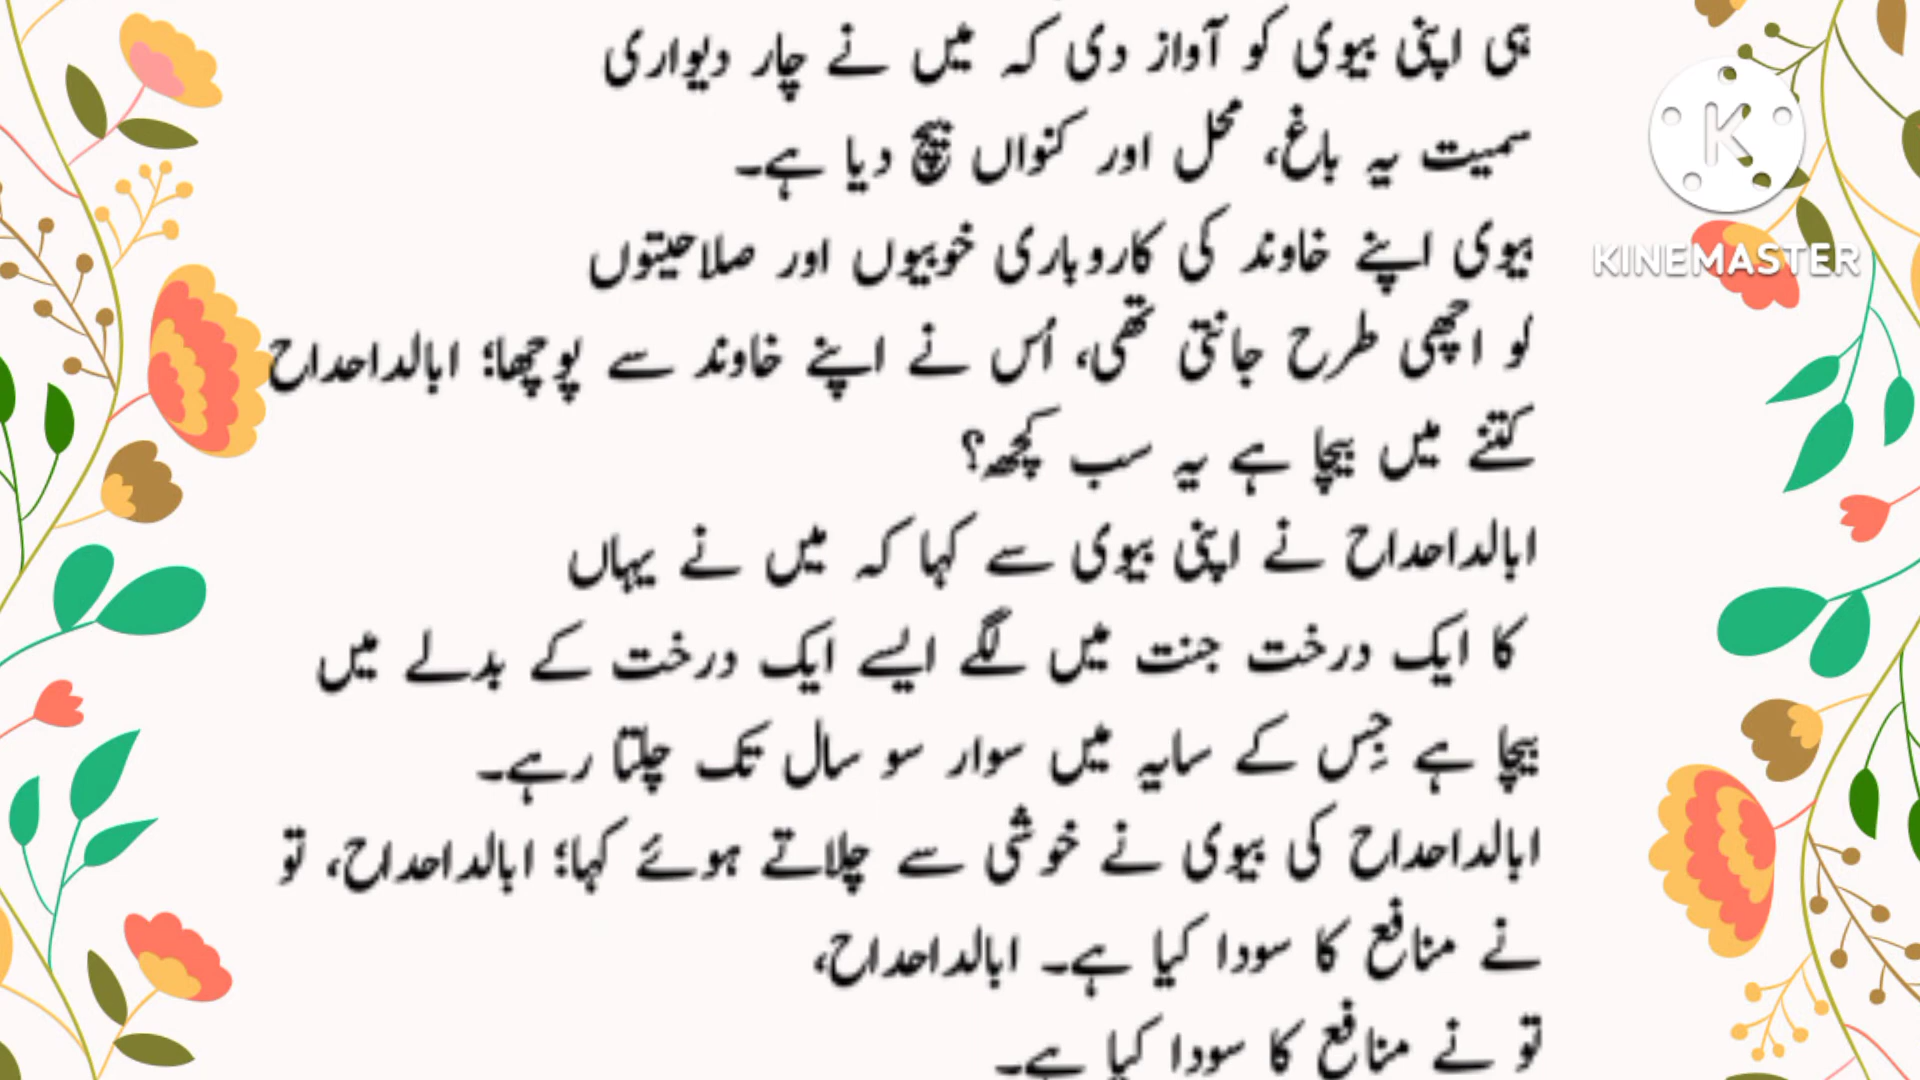 ہی اپنی بیوی کو آواز دی کہ میں نے چار دیواری
سمیت یہ باغ، محل اور کنواں بیچ دیا ہے۔
بیوی اپنے خاوند کی کاروباری خوبیوں اور صلاحیتوں
کو اچھی طرح جانتی تھی، اُس نے اپنے خاوند سے پوچھا؛ ابالداحداح
کتنے میں بیچا ہے یہ سب کچھ؟
ابالداحداح نے اپنی بیوی سے کہا کہ میں نے یہاں
کا ایک درخت جنت میں لگے ایسے ایک درخت کے بدلے میں
بیچا ہے جِس کے سایہ میں سوار سو سال تک چلتا رہے۔
ابالداحداح کی بیوی نے خوشی سے چلاتے ہوئے کہا؛ ابالداحداح، تو
نے منافع کا سودا کیا ہے۔ ابالداحداح،
تو نے منافع کا سودا کیا ہے۔
K
KINEMASTER